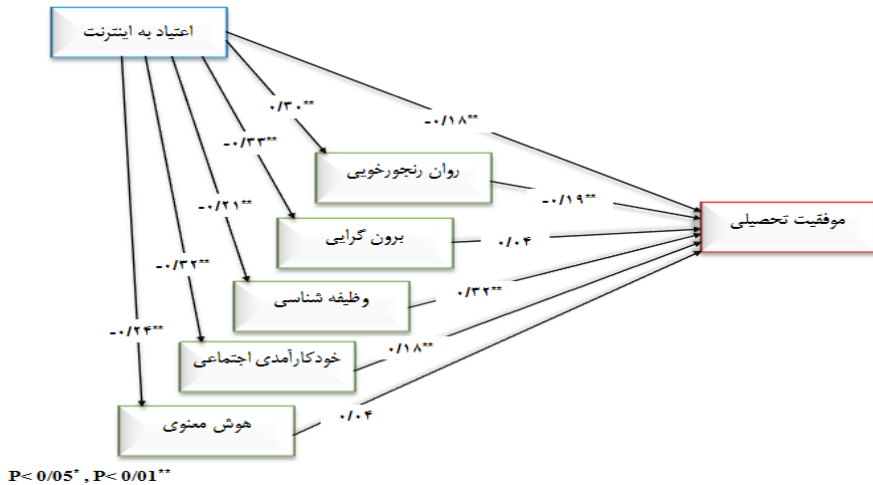 اعتیاد به اینترنت
۰/۳۰**
-۰/۱۸**
-۰/۳۳**
روان رنجورخویی
-۰/۱۹**
-۰/۲۱**
موفقیت تحصیلی
برون گرایی
۰/۰۴
-۰/۳۲**
وظیفه شناسی
۰/۳۲**
-۰/۲۴**
خودکارآمدی اجتماعی
۰/۱۸**
هوش معنوی
۰/۰۴
P< 0/05* , P< 0/01**